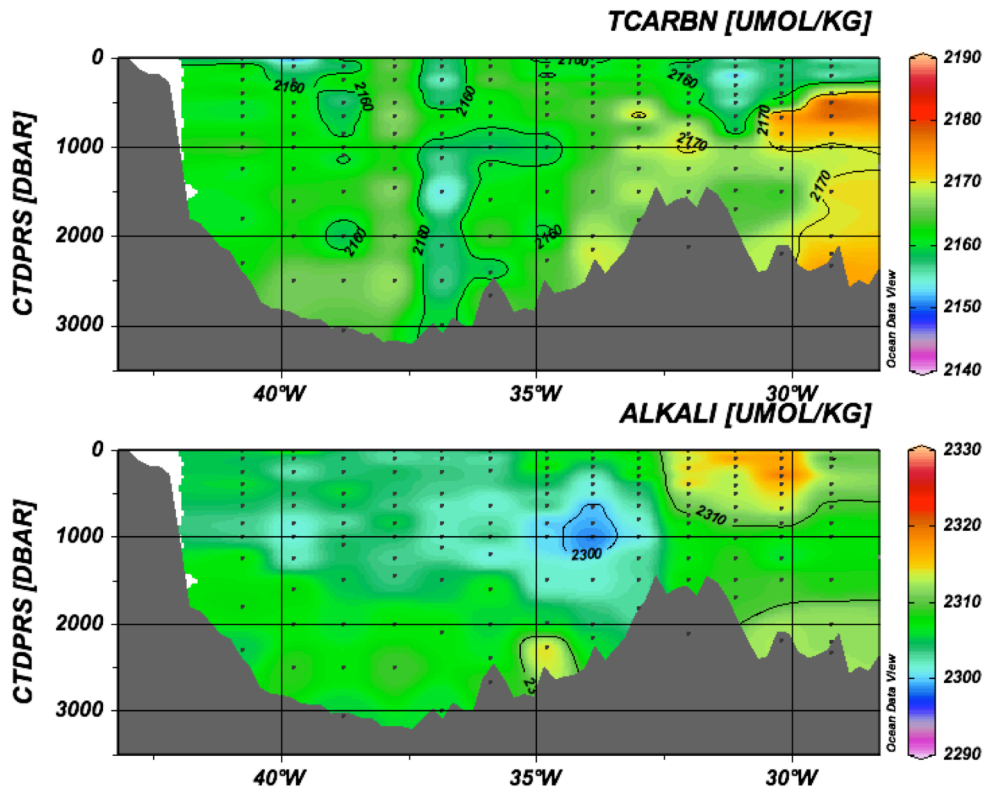 TCARBN [UMOL/KG]
0
1000
2000
3000
CTDPRS [DBAR]
2160
2160
2160
2160
2160
2170
2170
2170
2160
2160
2160
40°W
35°W
30°W
Ocean Data View
2190
2180
2170
2160
2150
2140
ALKALI [UMOL/KG]
0
1000
2000
3000
CTDPRS [DBAR]
2310
2300
40°W
35°W
30°W
Ocean Data View
2330
2320
2310
2300
2290